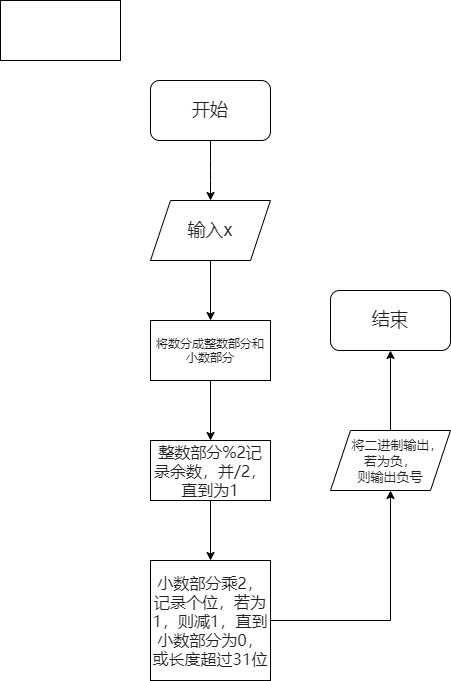 开始
输入x
将数分成整数部分和
小数部分
整数部分%2记
录余数，并/2，
直到为1
小数部分乘2，
记录个位，若为
1，则减1，直到
小数部分为0，
或长度超过31位
将二进制输出，
若为负，
则输出负号
结束